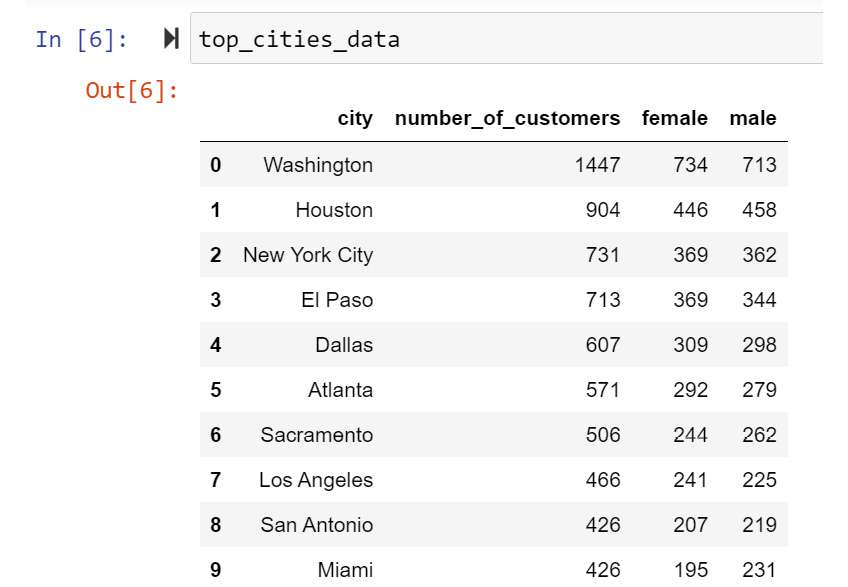 In [6]: top_cities_data
Out[6]:
city number_of_customers female male
0 Washington 1447 734 713
1 Houston 904 446 458
2 New York City 731 369 362
3 El Paso 713 369 344
4 Dallas 607 309 298
5 Atlanta 571 292 279
6 Sacramento 506 244 262
7 Los Angeles 466 241 225
8 San Antonio 426 207 219
9 Miami 426 195 231